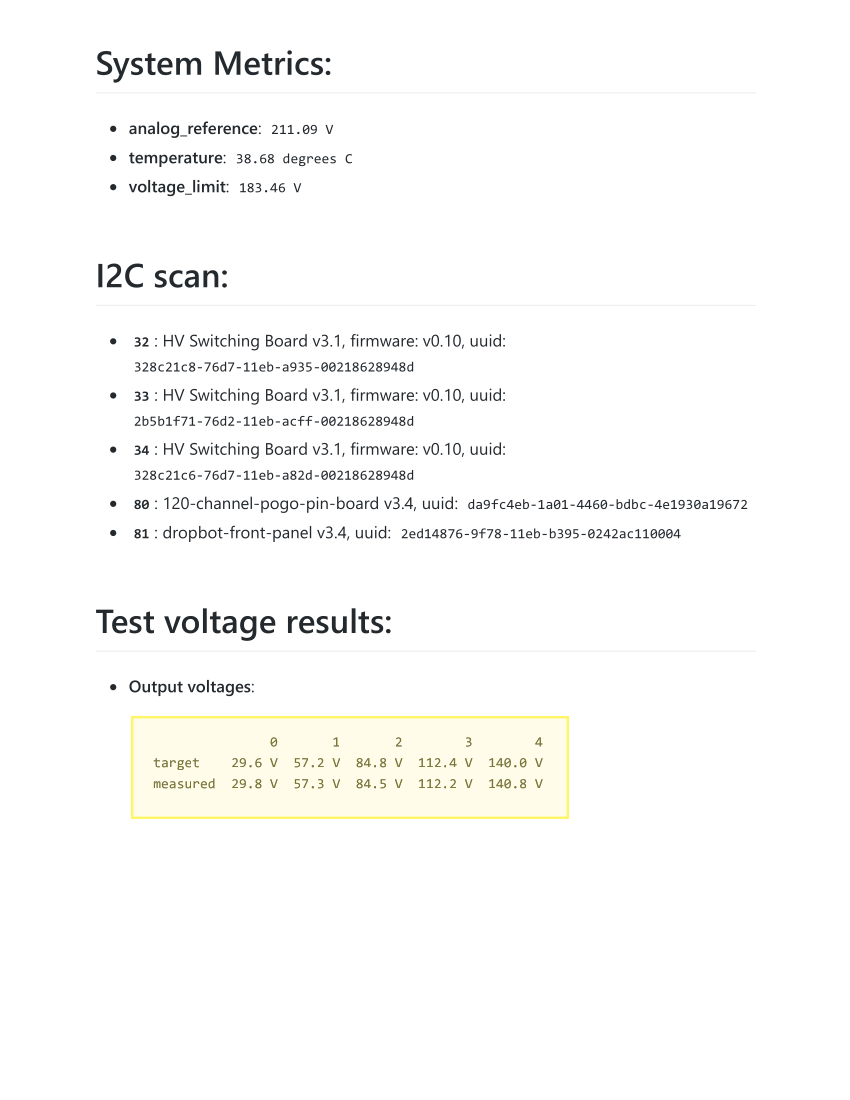 System Metrics:
analog_reference: 211.09 V
temperature: 38.68 degrees C
voltage_limit: 183.46 V
I2C scan:
32 : HV Switching Board v3.1, firmware: v0.10, uuid:
328c21c8-76d7-11eb-a935-00218628948d
33 : HV Switching Board v3.1, firmware: v0.10, uuid:
2b5b1f71-76d2-11eb-acff-00218628948d
34 : HV Switching Board v3.1, firmware: v0.10, uuid:
328c21c6-76d7-11eb-a82d-00218628948d
80 : 120-channel-pogo-pin-board v3.4, uuid: da9fc4eb-1a01-4460-bdbc-4e1930a19672
81 : dropbot-front-panel v3.4, uuid: 2ed14876-9f78-11eb-b395-0242ac110004
Test voltage results:
Output voltages:
0 1 2 3 4
target 29.6 V 57.2 V 84.8 V 112.4 V 140.0 V
measured 29.8 V 57.3 V 84.5 V 112.2 V 140.8 V